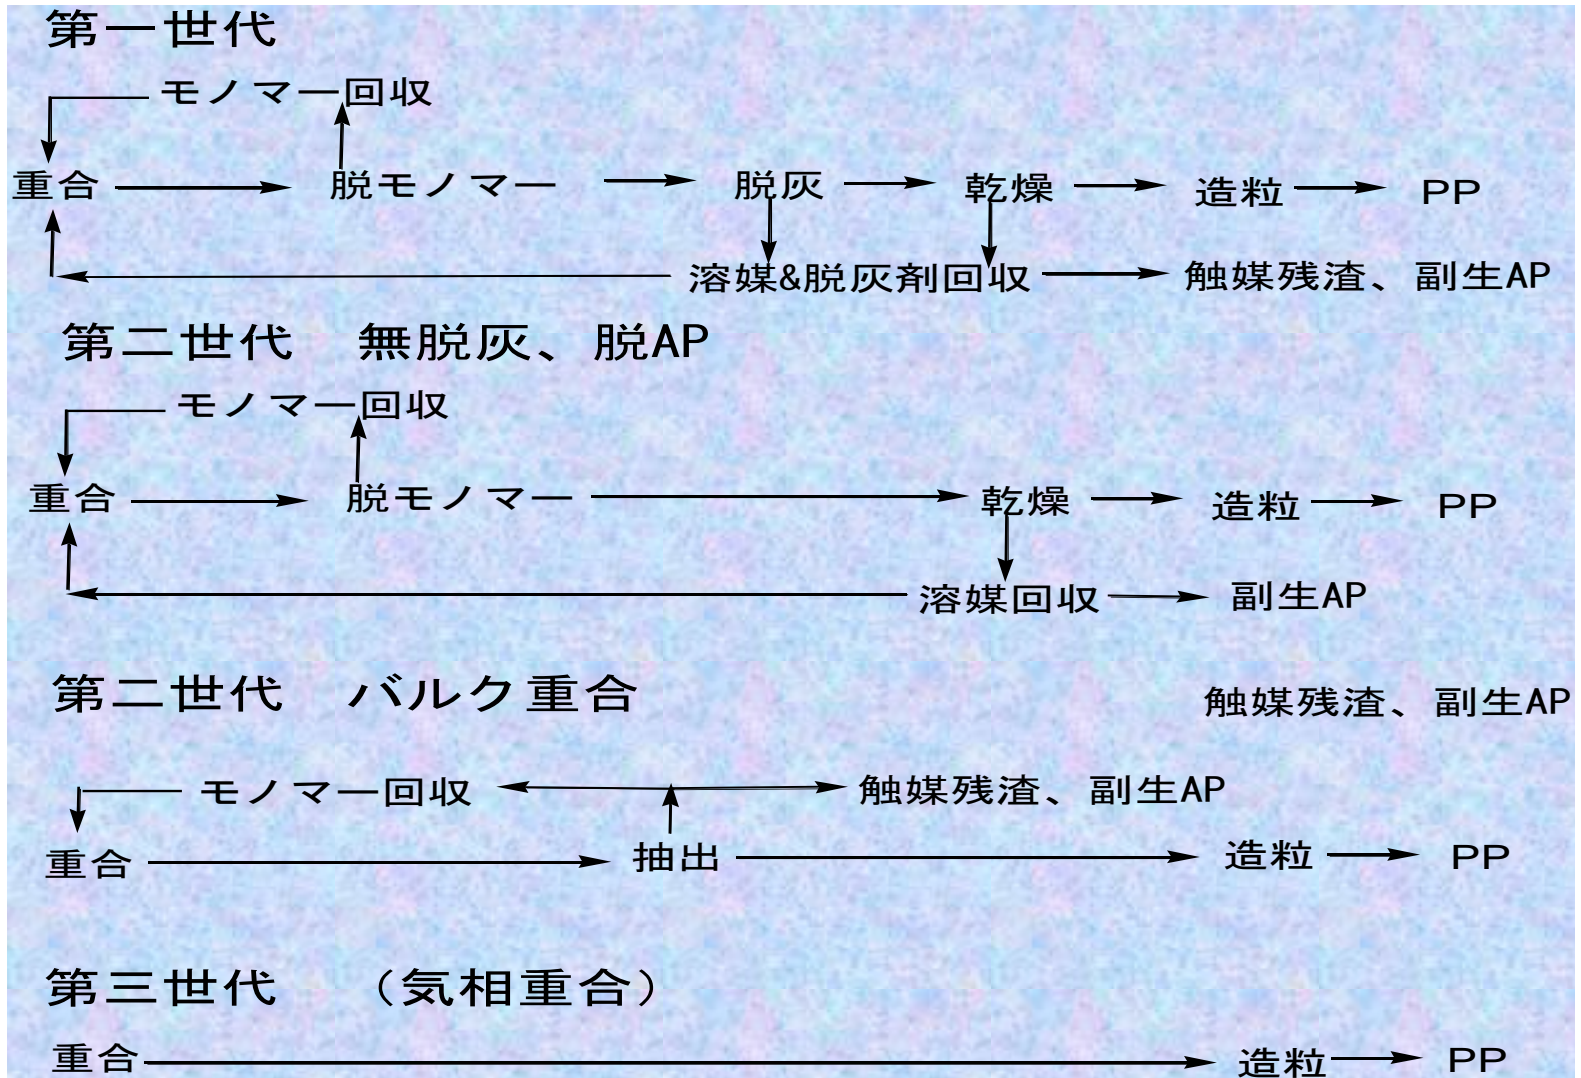 第一世代
モノマー回収
重合 脱モノマー 脱灰 乾燥 造粒 PP
溶媒&脱灰剤回収 触媒残渣、副生AP
第二世代 無脱灰、脱AP
モノマー回収
重合 脱モノマー 乾燥 造粒 PP
溶媒回収 副生AP
第二世代 バルク重合 触媒残渣、副生AP
モノマー回収 触媒残渣、副生AP
重合 抽出 造粒 PP
第三世代 (気相重合)
重合 造粒 PP